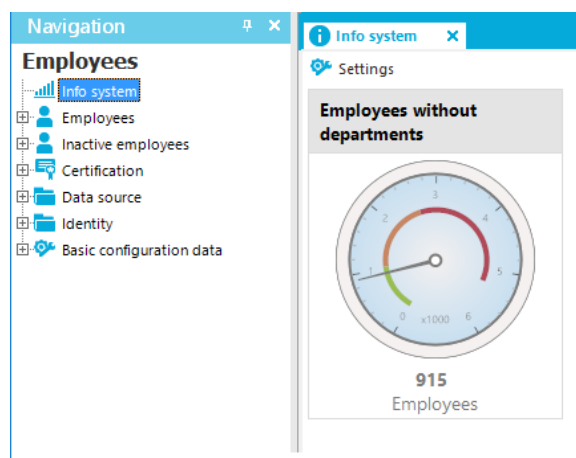 Navigation
Employees
Info system
Employees
Inactive employees
Certification
Data source
Identity
Basic configuration data
Info system
Settings
Employees without
departments
0
1
2
3
4
5
6
x1000
915
Employees